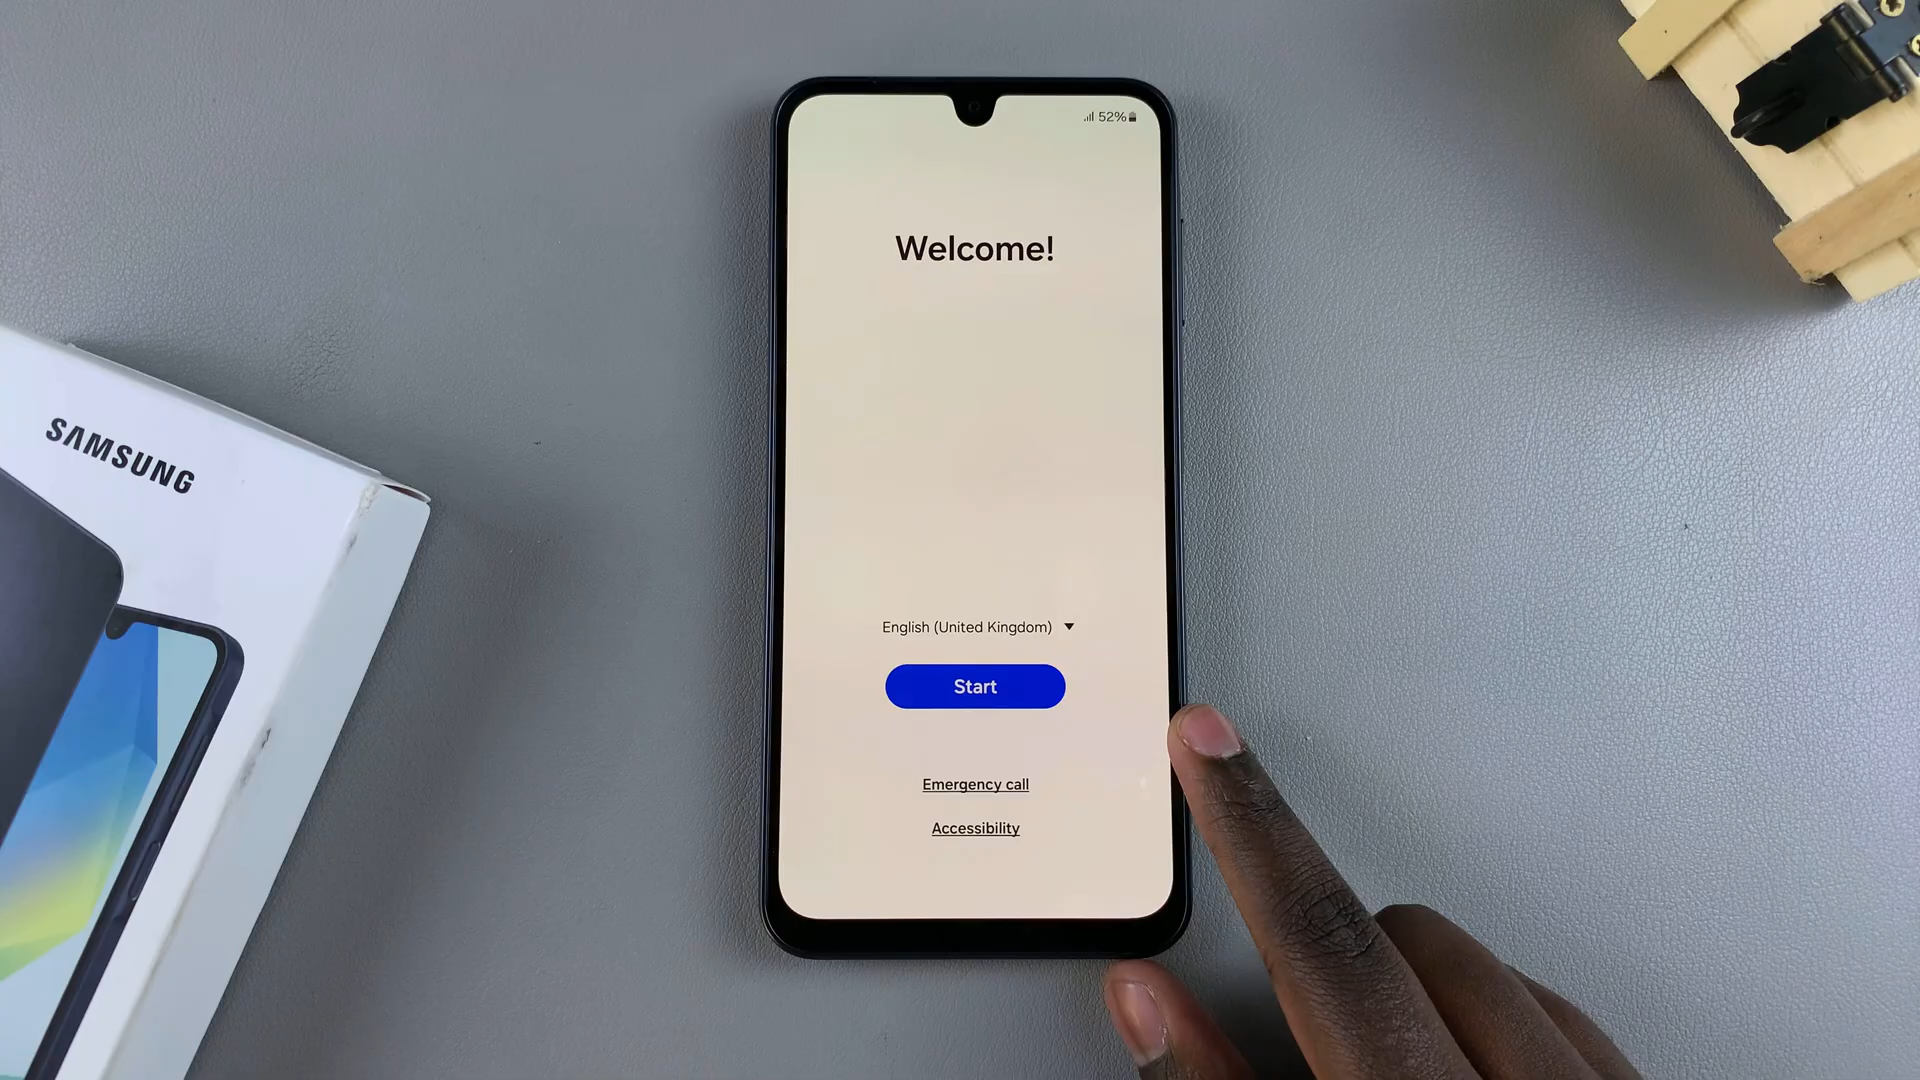 52%
Welcome!
SAMSUNG
English (United Kingdom)
Start
Emergency call
Accessibility